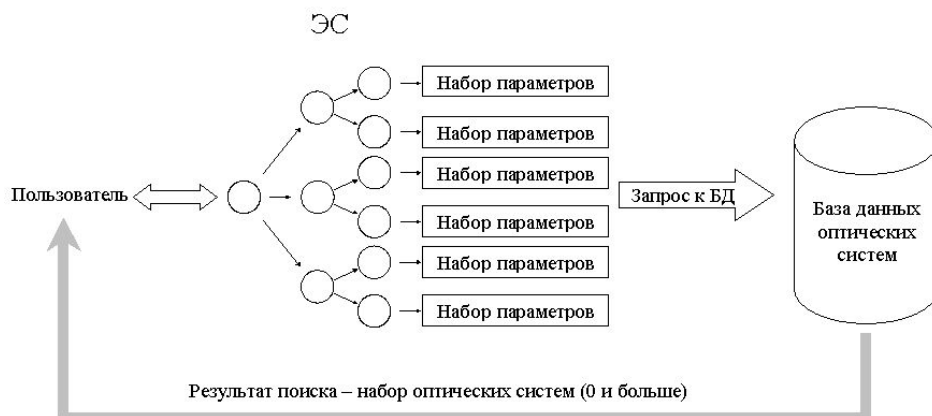 ЭС
Набор параметров
Набор параметров
Набор параметров
Пользователь
Запрос к БД
База данных
оптических
систем
Набор параметров
Набор параметров
Набор параметров
Результат поиска – набор оптических систем (0 и больше)